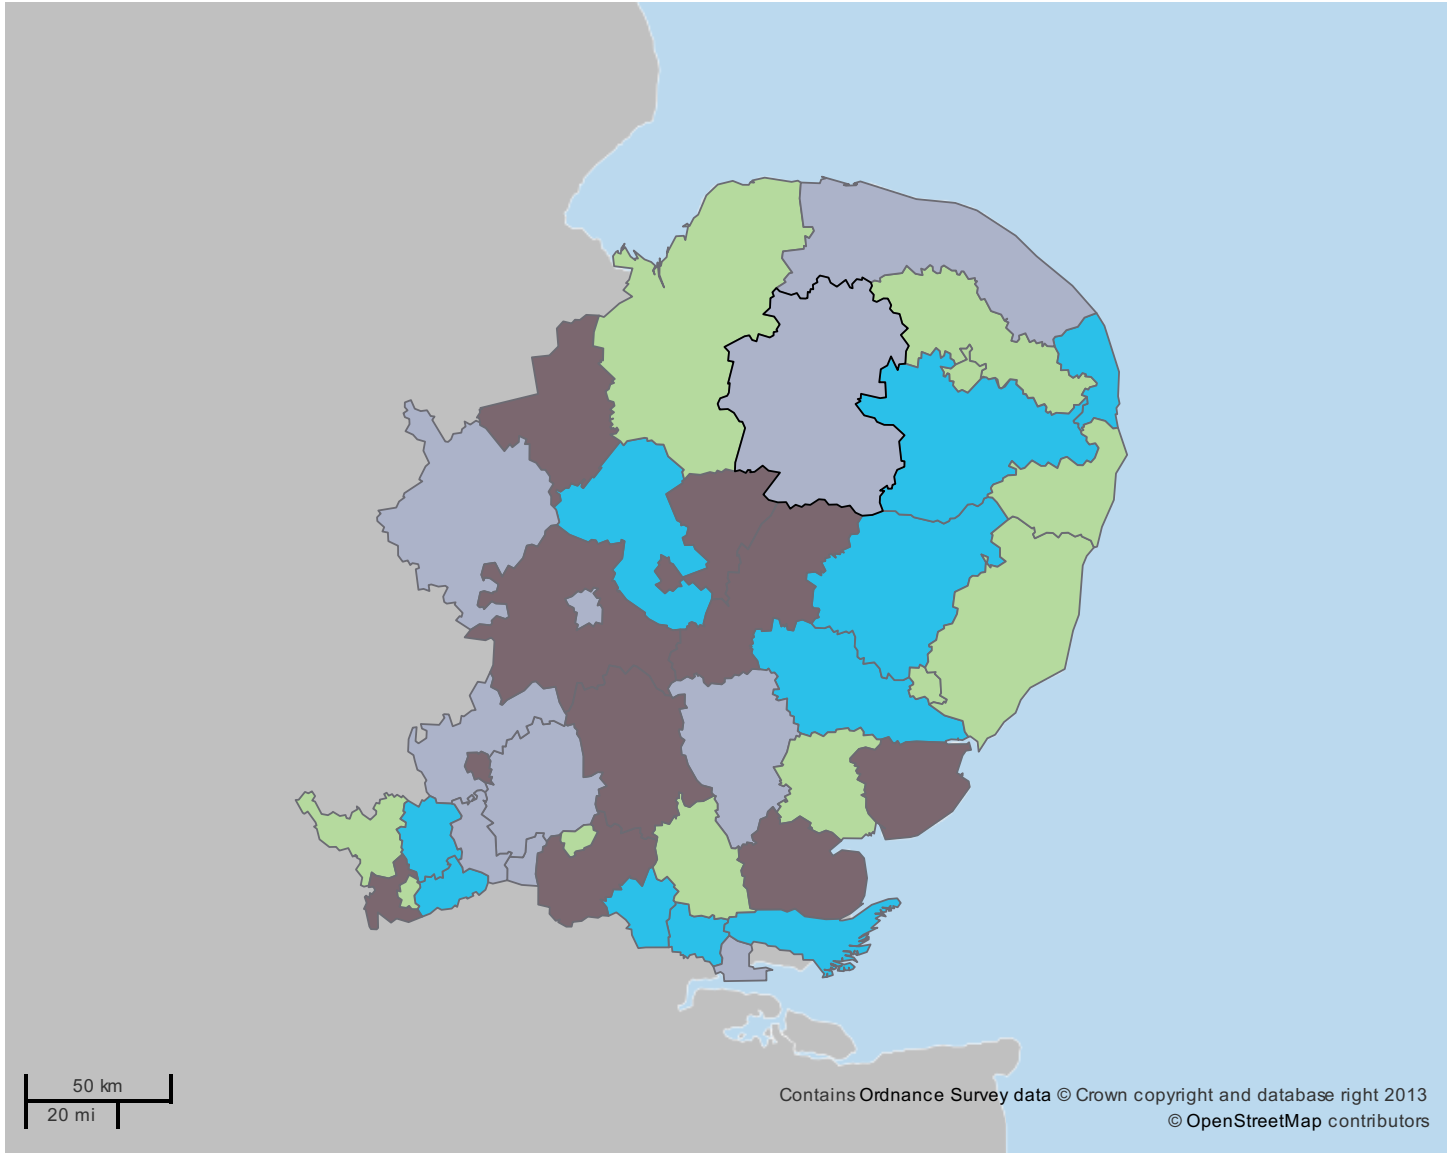 50 km
20 mi
Contains Ordnance Survey data © Crown copyright and database right 2013
© OpenStreetMap contributors